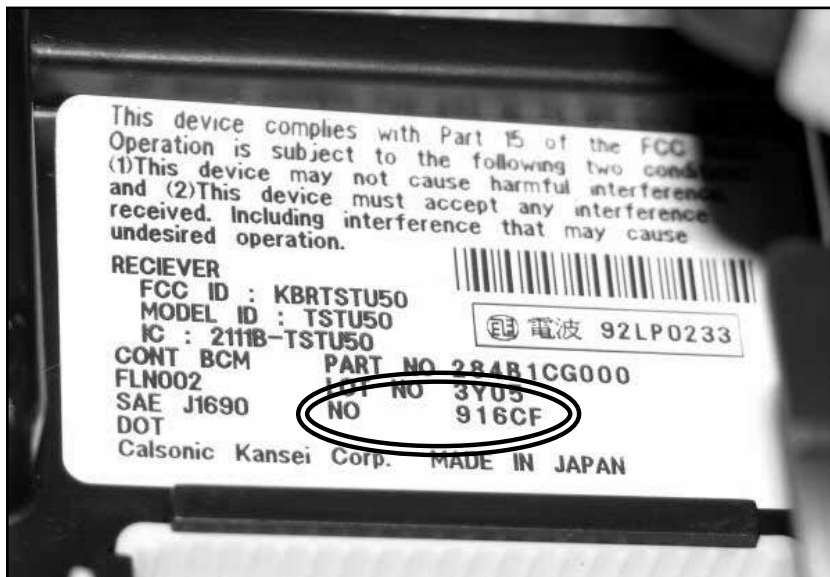 This device complies with Part 15 of the FCC
Operation is subject to the following two
(1)This device may not cause harmful interference,
and (2)This device must accept any interference
received. Including interference that may cause
undesired operation.
RECIEVER
FCC ID : KBRTSTU50
MODEL ID : TSTU50
IC : 2111B-TSTU50
電波 92LP0233
CONT BCM PART NO 284B1CG000
FLN002 LOT NO 3Y05
SAE J1690 NO 916CF
DOT
Calsonic Kansei Corp. MADE IN JAPAN